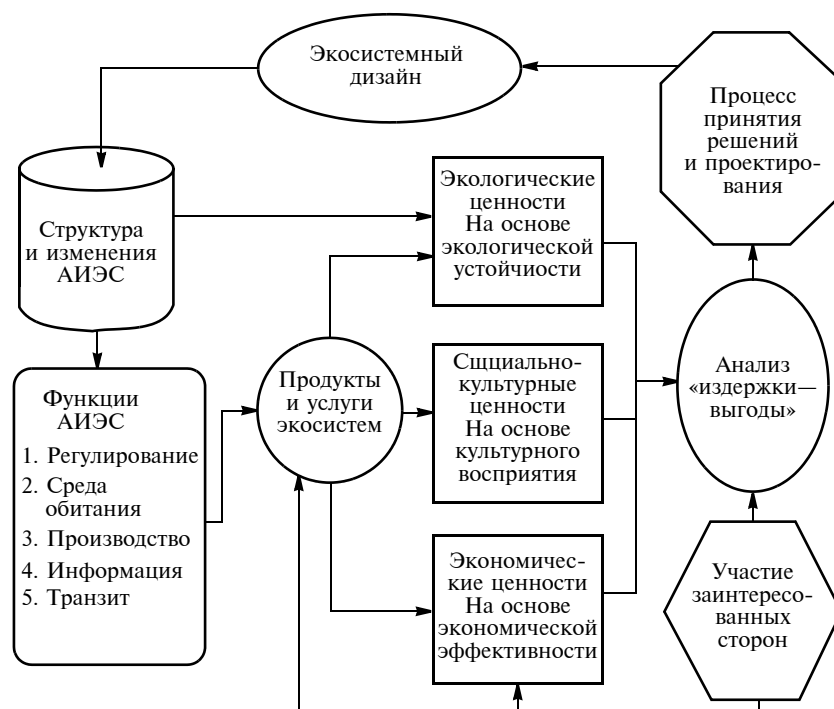 Экосистемный
дизайн
Процесс
принятия
решений
и проектиро-
вания
Структура
и изменения
АИЭС
Экологические
ценности
На основе
экологической
устойчиости
Функции
АИЭС
1. Регулирование
2. Среда
обитания
3. Производство
4. Информация
5. Транзит
Продукты
и услуги
экосистем
Сщциально-
культурные
ценности
На основе
культурного
восприятия
Анализ
«издержки—
выгоды»
Экономичес-
кие ценности
На основе
экономической
эффективности
Участие
заинтересо-
ванных
сторон